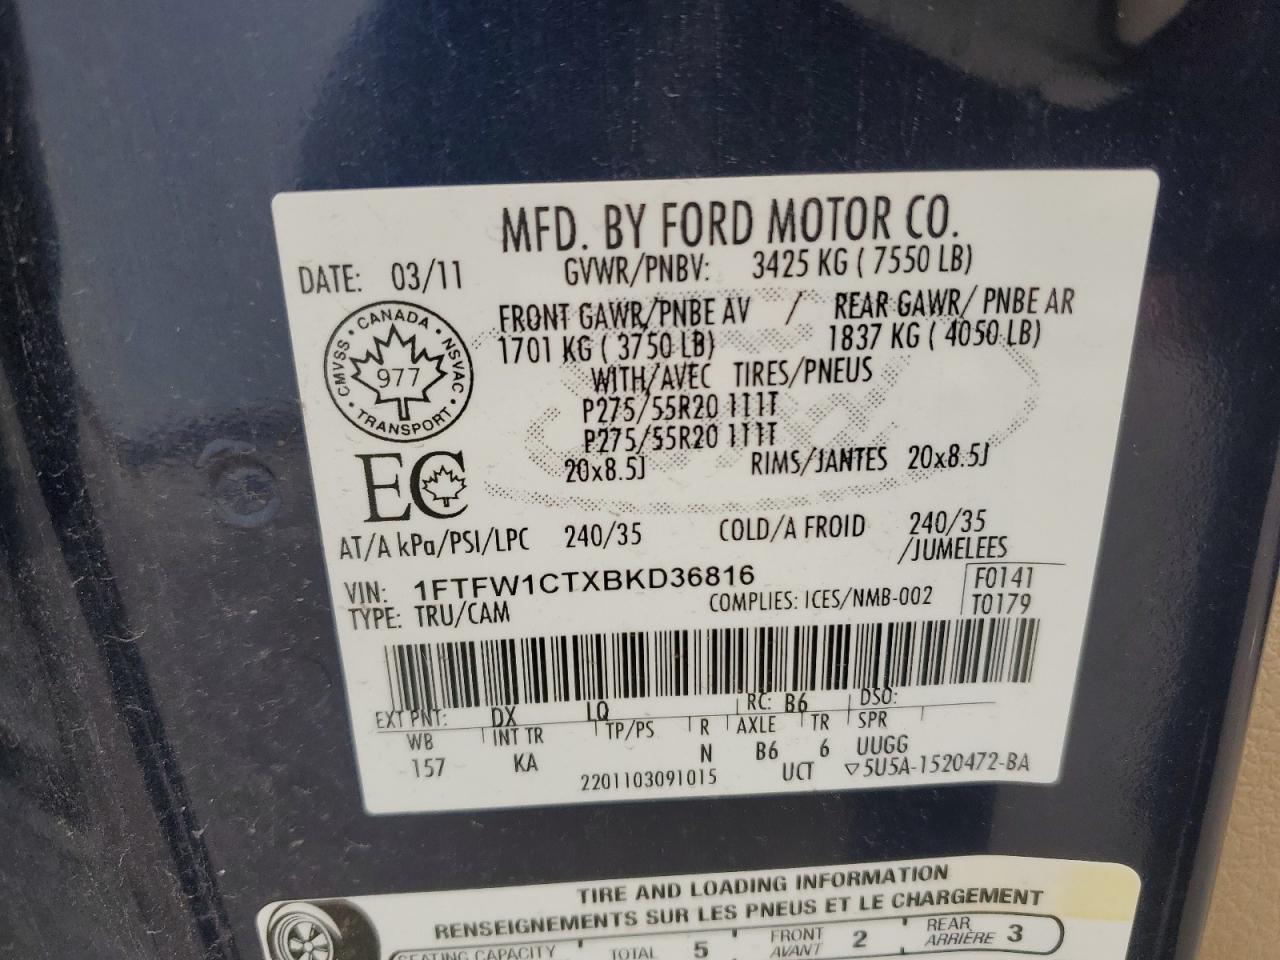 MFD. BY FORD MOTOR CO.
DATE: 03/11
GVWR/PNBV: 3425 KG ( 7550 LB)
FRONT GAWR/PNBE AV / REAR GAWR/ PNBE AR
1701 KG ( 3750 LB) 1837 KG ( 4050 LB)
WITH/AVEC TIRES/PNEUS
P275/55R20 111T
P275/55R20 111T
20x8.5J RIMS/JANTES 20x8.5J
CANADA • NSVAC • TRANSPORT • CMVSS •
977
EC
AT/A kPa/PSI/LPC 240/35 COLD/A FROID 240/35
/JUMELEES
VIN: 1FTFW1CTXBKD36816
TYPE: TRU/CAM COMPLIES: ICES/NMB-002
F0141
T0179
EXT PNT: DX LQ RC: B6 DSO:
WB INT TR TP/PS R AXLE TR SPR
157 KA N B6 6 UUGG
2201103091015 UCT ▽5U5A-1520472-BA
TIRE AND LOADING INFORMATION
RENSEIGNEMENTS SUR LES PNEUS ET LE CHARGEMENT
SEATING CAPACITY TOTAL 5 FRONT 2 REAR 3
AVANT ARRIÈRE